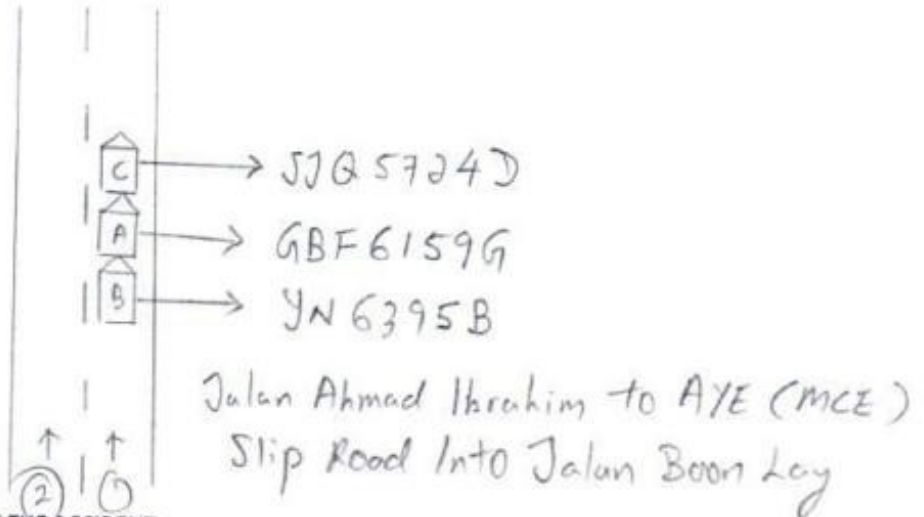 C → SJQ5724D
A → GBF6159G
B → YN6395B
Jalan Ahmad Ibrahim to AYE (MCE)
Slip Road Into Jalan Boon Lay
2 1